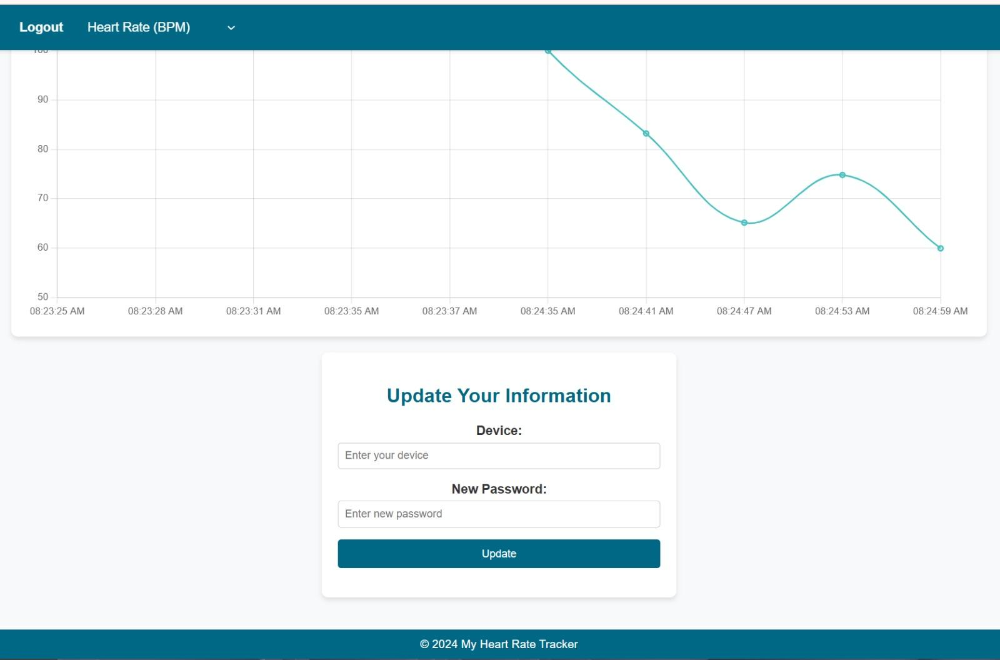 Logout Heart Rate (BPM)
100
90
80
70
60
50
08:23:25 AM 08:23:28 AM 08:23:31 AM 08:23:35 AM 08:23:37 AM 08:24:35 AM 08:24:41 AM 08:24:47 AM 08:24:53 AM 08:24:59 AM
Update Your Information
Device:
Enter your device
New Password:
Enter new password
Update
© 2024 My Heart Rate Tracker